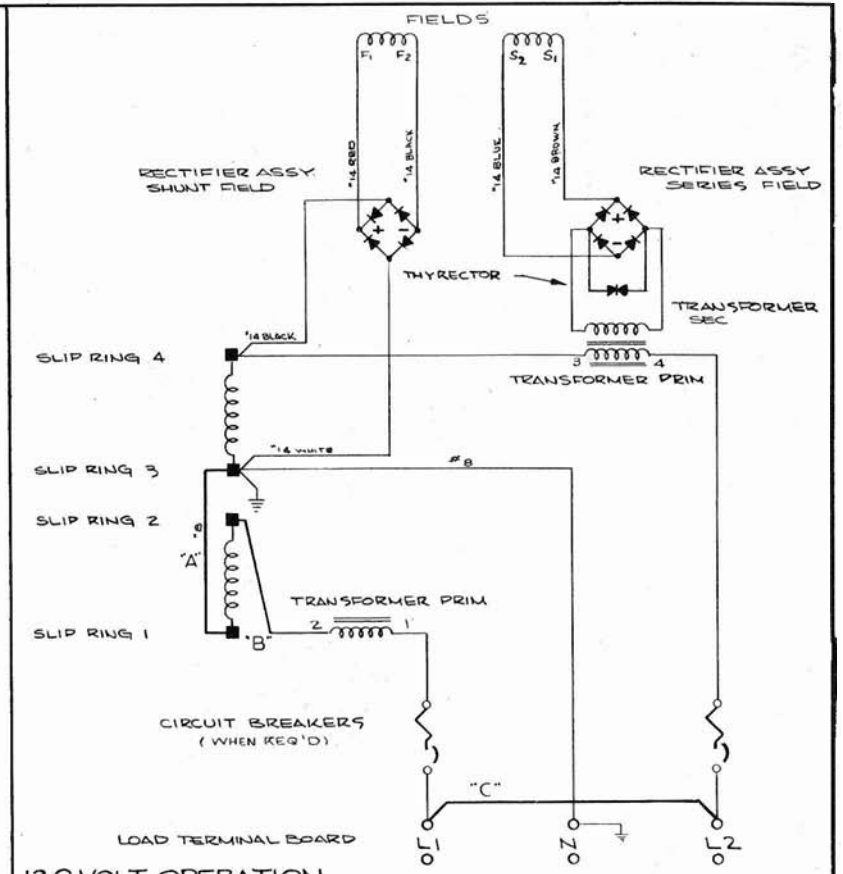 FIELDS
F1 F2
S2 S1
#14 RED
#14 BLACK
#14 BLUE
#14 BROWN
RECTIFIER ASSY.
SHUNT FIELD
RECTIFIER ASSY
SERIES FIELD
+ -
+
-
THYRECTOR
TRANSFORMER
SEC
#14 BLACK
SLIP RING 4
3 4
TRANSFORMER PRIM
#14 WHITE
SLIP RING 3
#8
SLIP RING 2
#8
"A"
TRANSFORMER PRIM
SLIP RING 1
"B"
2 1
CIRCUIT BREAKERS
(WHEN REQ'D)
"C"
LOAD TERMINAL BOARD
L1 N L2
120 VOLT OPERATION